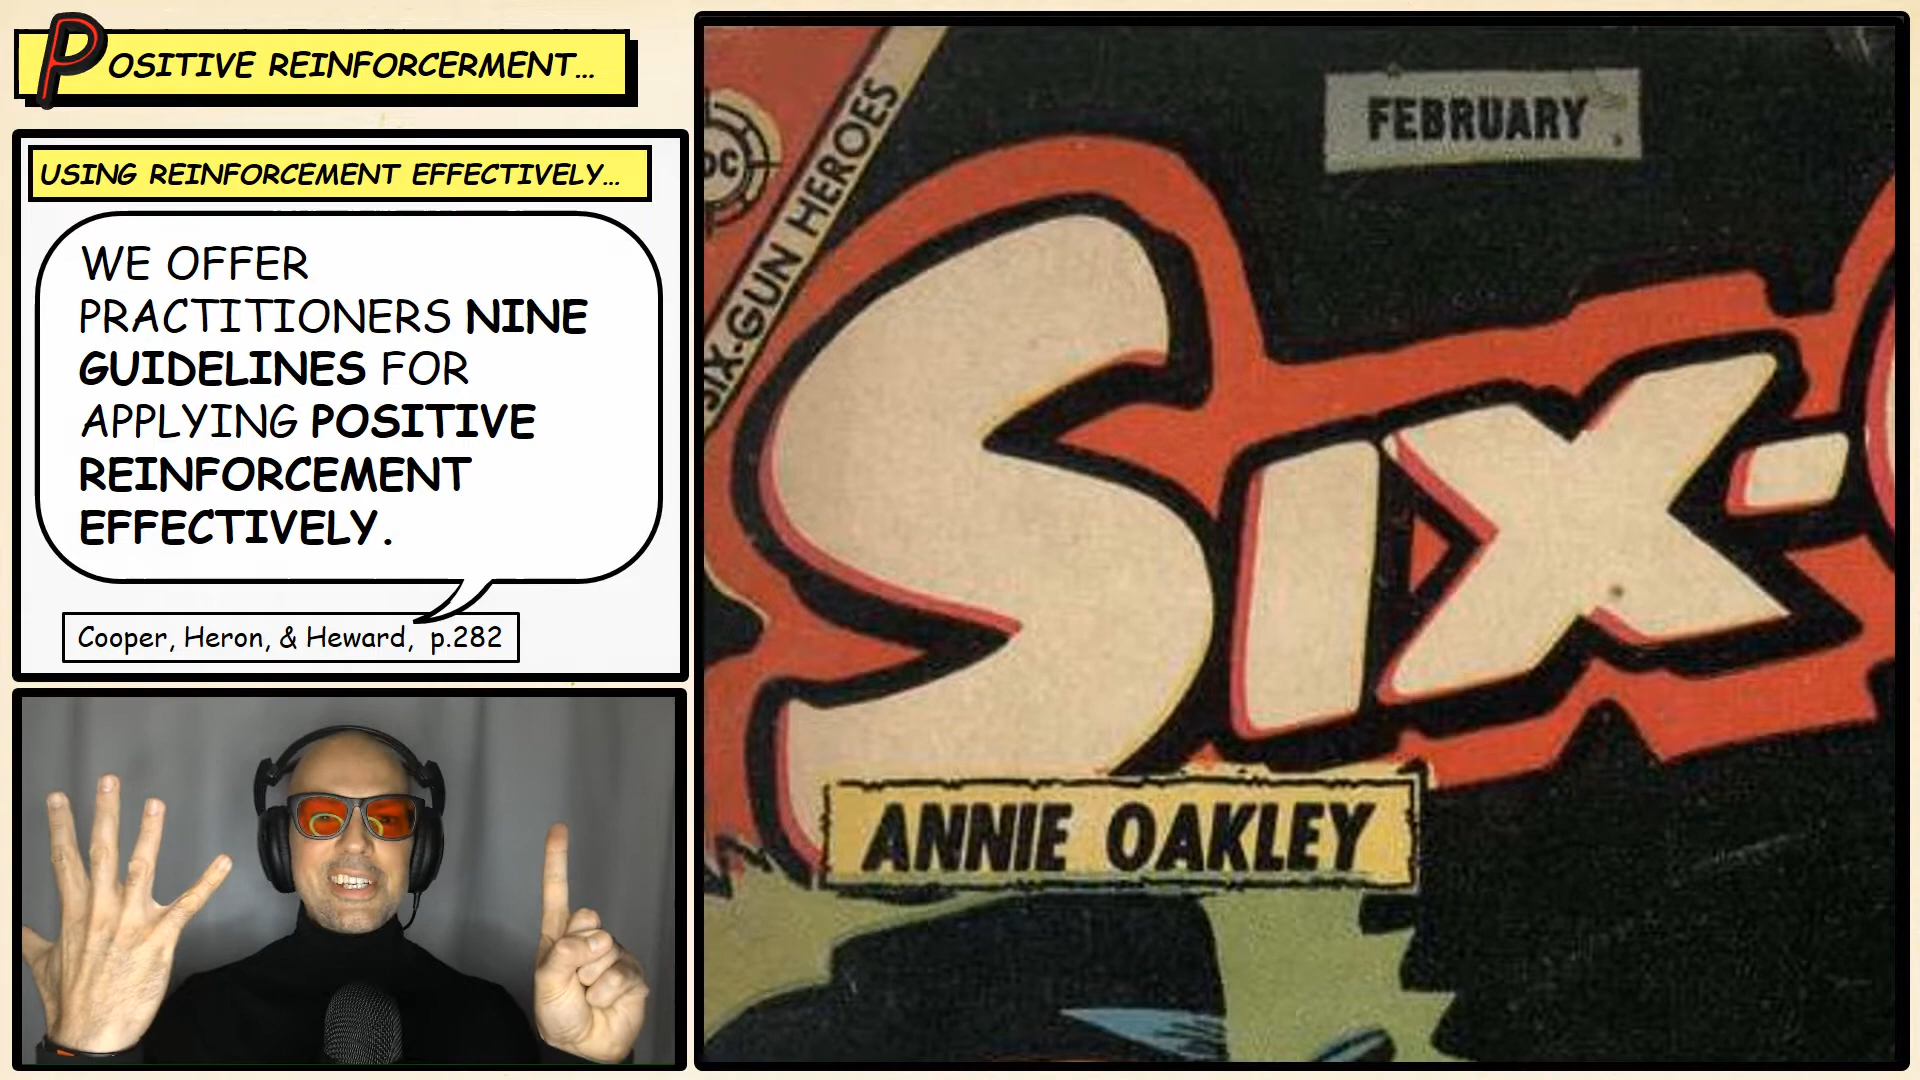 POSITIVE REINFORCERMENT...
USING REINFORCEMENT EFFECTIVELY...
WE OFFER
PRACTITIONERS NINE
GUIDELINES FOR
APPLYING POSITIVE
REINFORCEMENT
EFFECTIVELY.
Cooper, Heron, & Heward, p.282
DC
SIX-GUN HEROES
FEBRUARY
SIX-
ANNIE OAKLEY